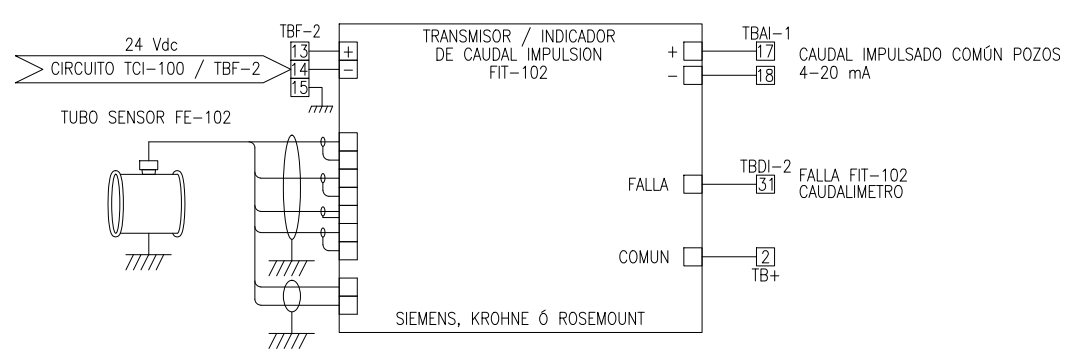 24 Vdc
CIRCUITO TCI-100 / TBF-2
TBF-2
13
14
15
+
-
TRANSMISOR / INDICADOR
DE CAUDAL IMPULSION
FIT-102
+
-
TBAI-1
17
18
CAUDAL IMPULSADO COMÚN POZOS
4-20 mA
TUBO SENSOR FE-102
FALLA
TBDI-2
31
FALLA FIT-102
CAUDALIMETRO
COMUN
2
TB+
SIEMENS, KROHNE Ó ROSEMOUNT